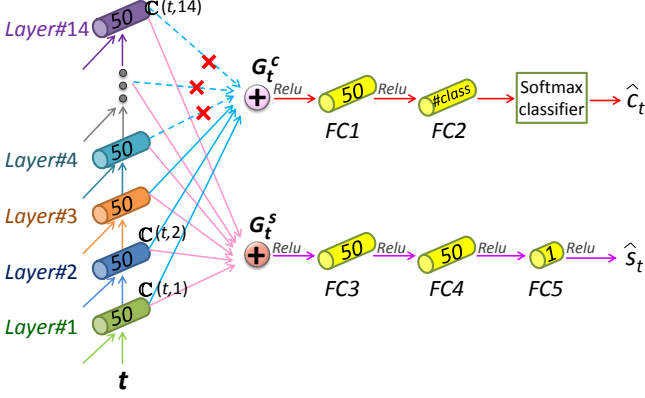 Layer#14 50 ℂ(t,14)
G_t^c
Relu 50 Relu #class Softmax
classifier ĉ_t
FC1 FC2
Layer#4 50
Layer#3 50
ℂ(t,2)
G_t^s
Relu 50 Relu 50 Relu 1 Relu ŝ_t
FC3 FC4 FC5
Layer#2 50
ℂ(t,1)
Layer#1 50
t